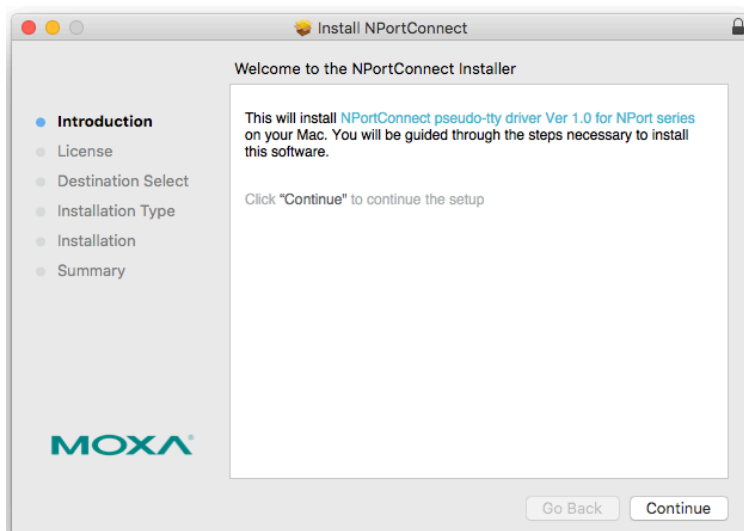 Install NPortConnect
Welcome to the NPortConnect Installer
Introduction
License
Destination Select
Installation Type
Installation
Summary
This will install NPortConnect pseudo-tty driver Ver 1.0 for NPort series
on your Mac. You will be guided through the steps necessary to install
this software.
Click "Continue" to continue the setup
MOXA
Go Back
Continue